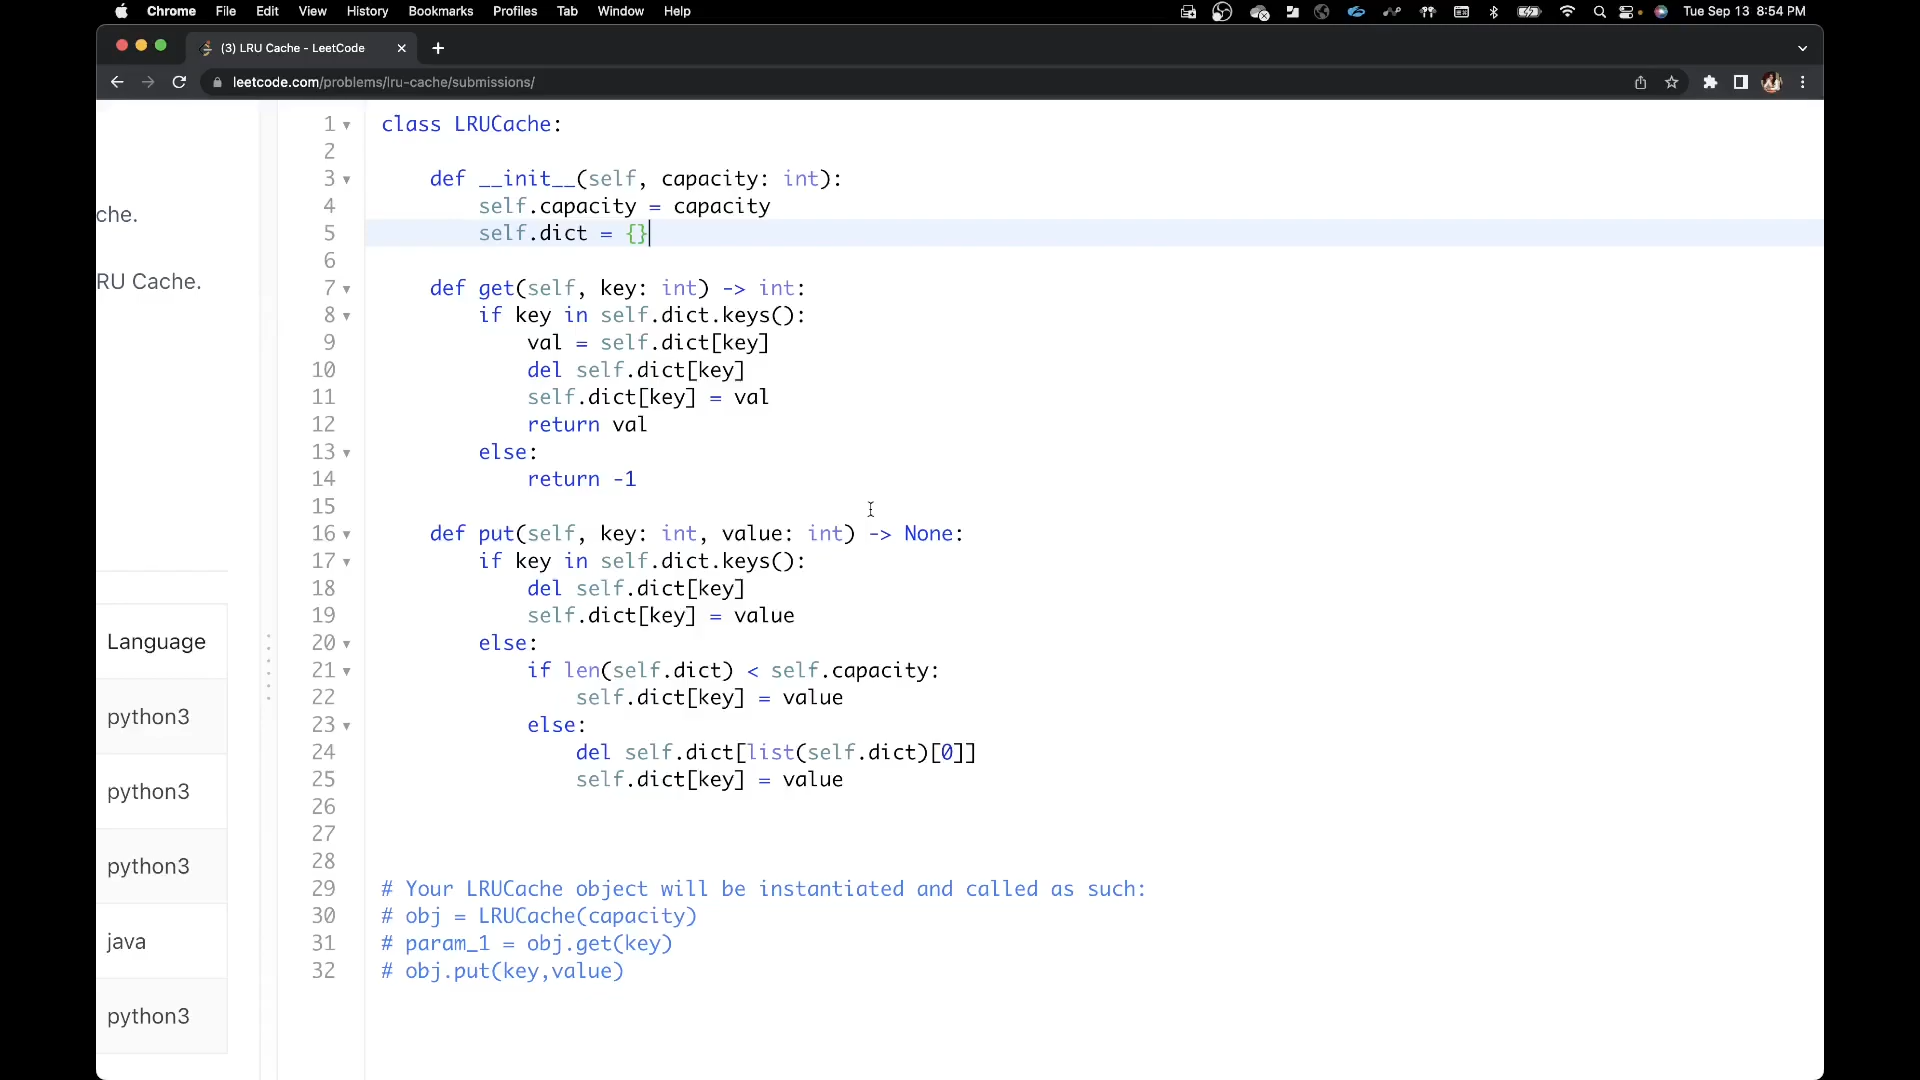 Chrome File Edit View History Bookmarks Profiles Tab Window Help Tue Sep 13 8:54 PM
(3) LRU Cache - LeetCode
leetcode.com/problems/lru-cache/submissions/
che.
RU Cache.
Language
python3
python3
python3
java
python3
1 class LRUCache:
2
3     def __init__(self, capacity: int):
4         self.capacity = capacity
5         self.dict = {}
6
7     def get(self, key: int) -> int:
8         if key in self.dict.keys():
9             val = self.dict[key]
10             del self.dict[key]
11             self.dict[key] = val
12             return val
13         else:
14             return -1
15
16     def put(self, key: int, value: int) -> None:
17         if key in self.dict.keys():
18             del self.dict[key]
19             self.dict[key] = value
20         else:
21             if len(self.dict) < self.capacity:
22                 self.dict[key] = value
23             else:
24                 del self.dict[list(self.dict)[0]]
25                 self.dict[key] = value
26
27
28
29 # Your LRUCache object will be instantiated and called as such:
30 # obj = LRUCache(capacity)
31 # param_1 = obj.get(key)
32 # obj.put(key,value)